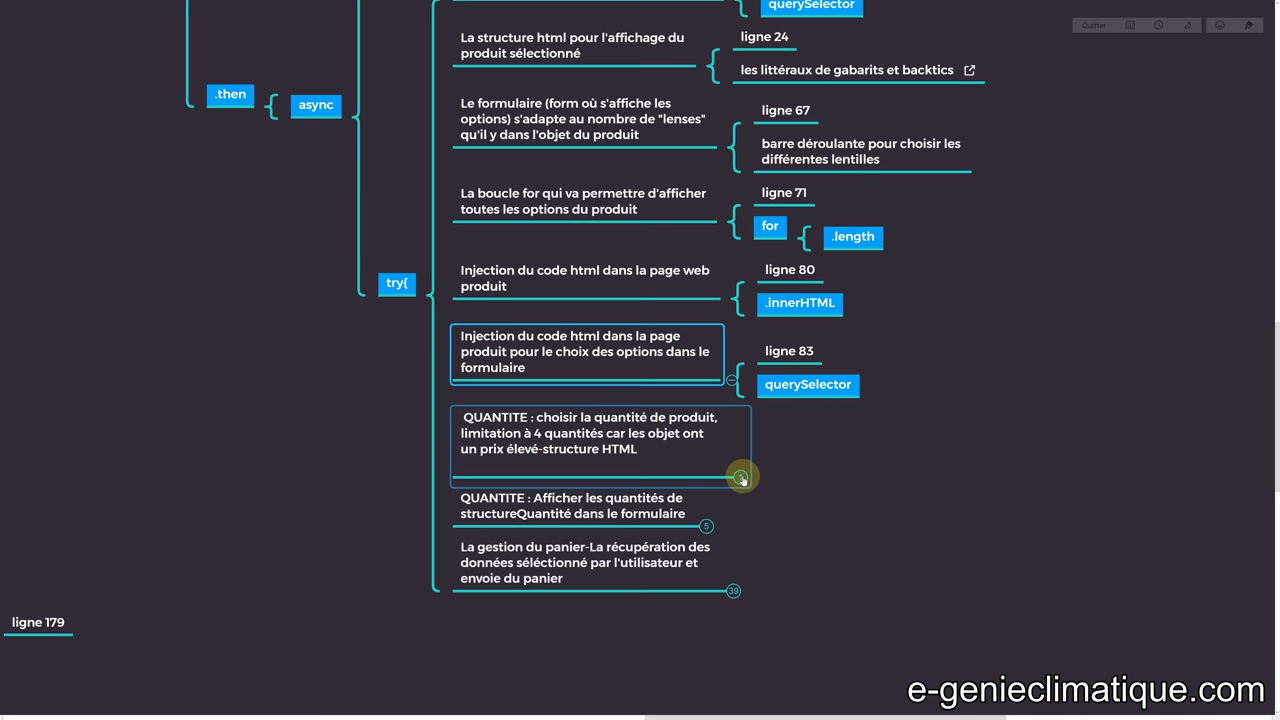 querySelector
Quitter
La structure html pour l'affichage du
produit sélectionné
ligne 24
les littéraux de gabarits et backtics
.then
async
Le formulaire (form où s'affiche les
options) s'adapte au nombre de "lenses"
qu'il y dans l'objet du produit
ligne 67
barre déroulante pour choisir les
différentes lentilles
La boucle for qui va permettre d'afficher
toutes les options du produit
ligne 71
for
.length
try{
Injection du code html dans la page web
produit
ligne 80
.innerHTML
Injection du code html dans la page
produit pour le choix des options dans le
formulaire
ligne 83
querySelector
QUANTITE : choisir la quantité de produit,
limitation à 4 quantités car les objet ont
un prix élevé-structure HTML
QUANTITE : Afficher les quantités de
structureQuantité dans le formulaire
5
La gestion du panier-La récupération des
données séléctionné par l'utilisateur et
envoie du panier
39
ligne 179
e-genieclimatique.com